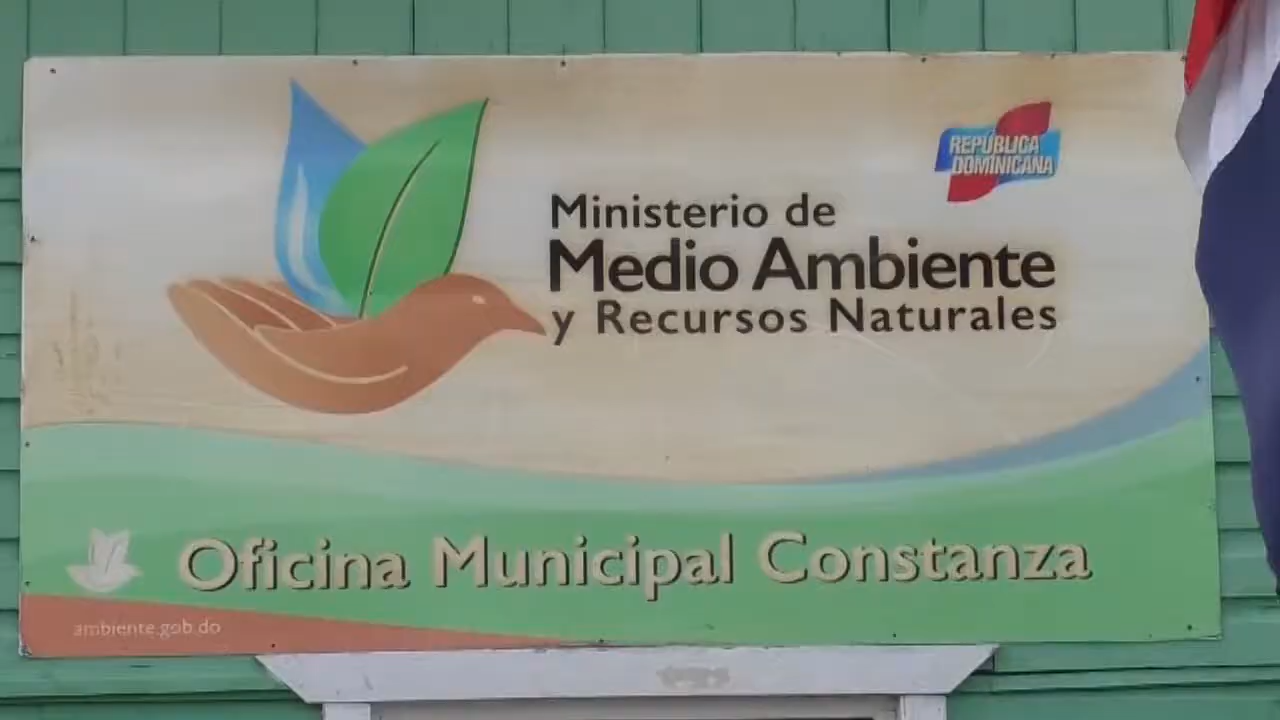 REPÚBLICA
DOMINICANA
Ministerio de
Medio Ambiente
y Recursos Naturales
Oficina Municipal Constanza
ambiente.gob.do